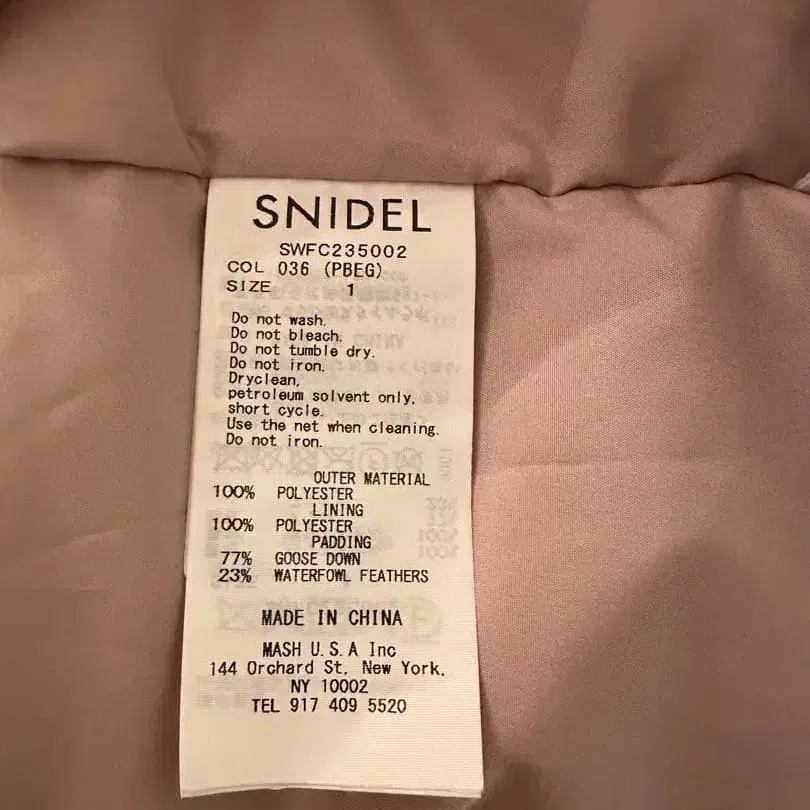 SNIDEL
SWFC235002
COL 036 (PBEG)
SIZE 1
Do not wash.
Do not bleach.
Do not tumble dry.
Do not iron.
Dryclean,
petroleum solvent only,
short cycle.
Use the net when cleaning.
Do not iron.
OUTER MATERIAL
100% POLYESTER
LINING
100% POLYESTER
PADDING
77% GOOSE DOWN
23% WATERFOWL FEATHERS
MADE IN CHINA
MASH U.S.A Inc
144 Orchard St, New York,
NY 10002
TEL 917 409 5520